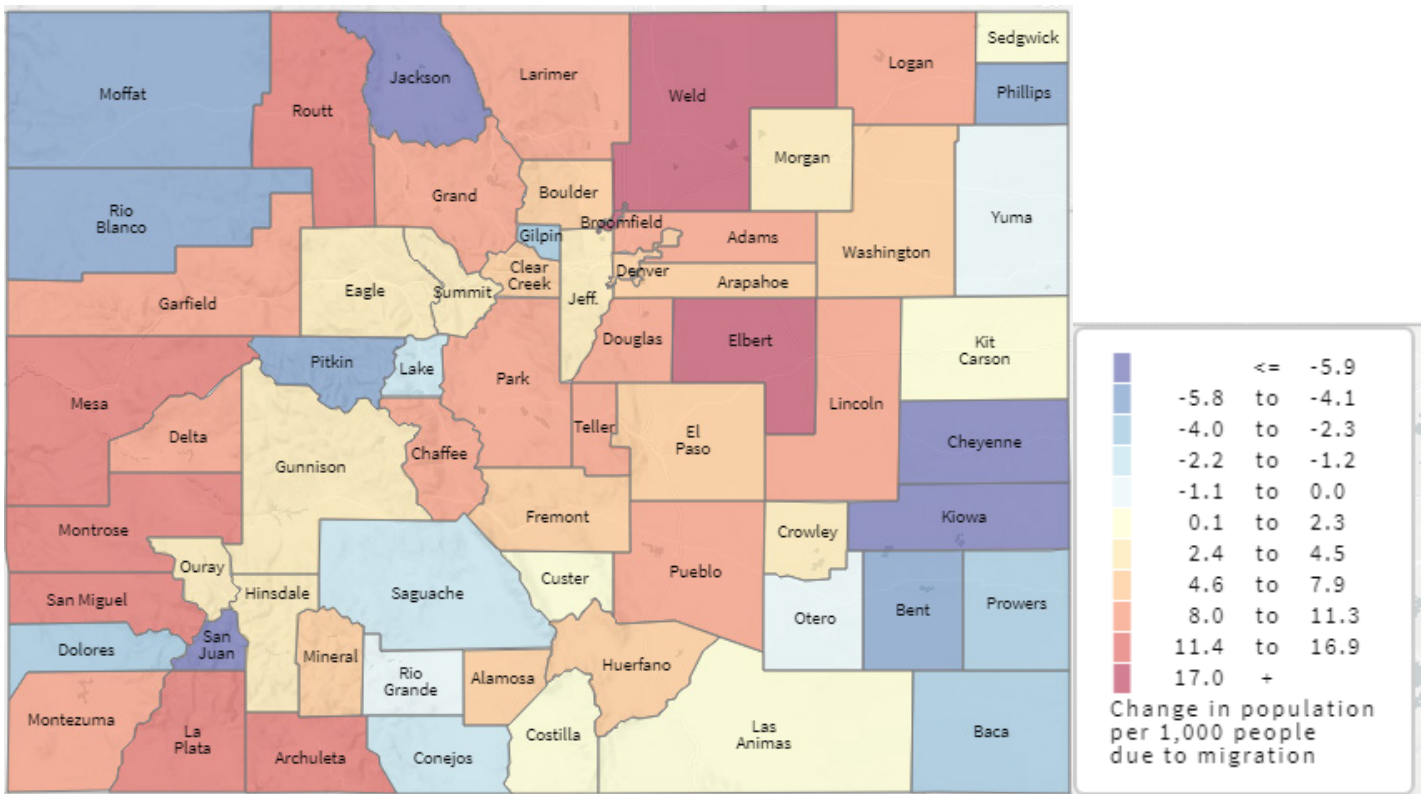 Sedgwick
Logan
Larimer
Jackson
Phillips
Moffat
Weld
Routt
Morgan
Boulder
Grand
Rio
Blanco
Yuma
Broomfield
Gilpin
Adams
Washington
Clear
Creek
Denver
Arapahoe
Eagle
Summit
Jeff.
Garfield
Douglas
Elbert
Kit
Carson
Pitkin
Lake
Park
Mesa
Lincoln
Teller
El
Paso
Delta
Cheyenne
Chaffee
Gunnison
Fremont
Kiowa
Montrose
Crowley
Ouray
Pueblo
Custer
Hinsdale
San Miguel
Saguache
Bent
Prowers
Otero
San
Juan
Dolores
Mineral
Huerfano
Rio
Grande
Alamosa
Montezuma
La
Plata
Costilla
Las
Animas
Baca
Archuleta
Conejos
<= -5.9
-5.8 to -4.1
-4.0 to -2.3
-2.2 to -1.2
-1.1 to 0.0
0.1 to 2.3
2.4 to 4.5
4.6 to 7.9
8.0 to 11.3
11.4 to 16.9
17.0 +
Change in population
per 1,000 people
due to migration